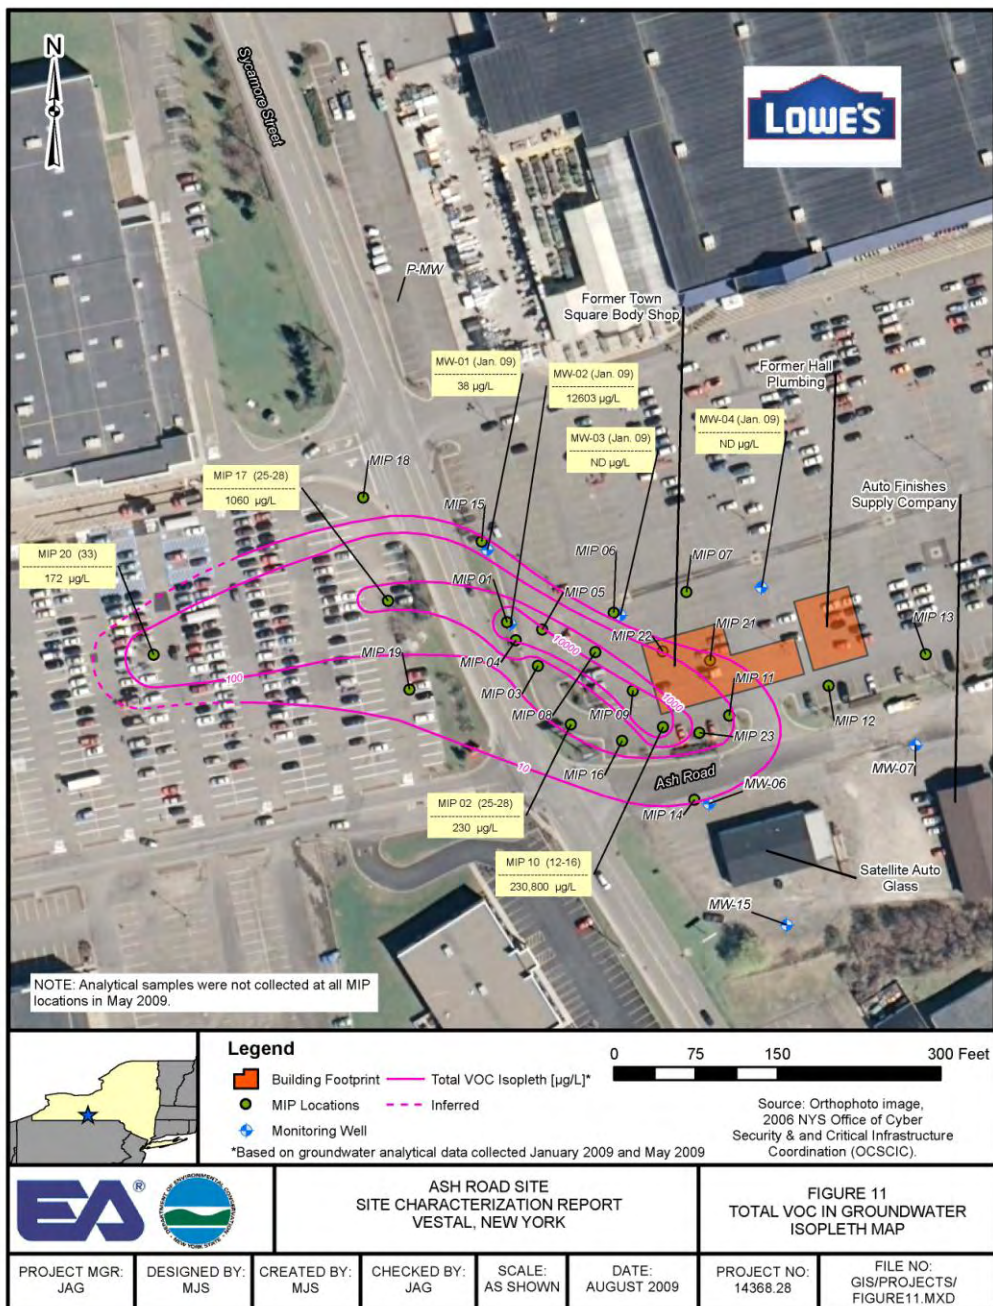 N
Sycamore Street
LOWE'S
P-MW
Former Town
Square Body Shop
MW-01 (Jan. 09)
38 µg/L
MW-02 (Jan. 09)
12603 µg/L
Former Hall
Plumbing
MW-03 (Jan. 09)
ND µg/L
MW-04 (Jan. 09)
ND µg/L
MIP 17 (25-28)
1060 µg/L
MIP 18
Auto Finishes
Supply Company
MIP 15
MIP 20 (33)
172 µg/L
MIP 06
MIP 07
MIP 01
MIP 05
MIP 13
MIP 22
MIP 21
10000
MIP 19
MIP 04
100
MIP 03
MIP 11
MIP 08
MIP 09
1000
MIP 12
MIP 23
MIP 16
Ash Road
MW-07
10
MW-06
MIP 14
MIP 02 (25-28)
230 µg/L
MIP 10 (12-16)
230,800 µg/L
Satellite Auto
Glass
MW-15
NOTE: Analytical samples were not collected at all MIP
locations in May 2009.
Legend
Building Footprint
Total VOC Isopleth [µg/L]*
MIP Locations
Inferred
Monitoring Well
*Based on groundwater analytical data collected January 2009 and May 2009
0 75 150 300 Feet
Source: Orthophoto image,
2006 NYS Office of Cyber
Security & and Critical Infrastructure
Coordination (OCSCIC).
EA®
DEPARTMENT OF ENVIRONMENTAL CONSERVATION
NEW YORK STATE
ASH ROAD SITE
SITE CHARACTERIZATION REPORT
VESTAL, NEW YORK
FIGURE 11
TOTAL VOC IN GROUNDWATER
ISOPLETH MAP
PROJECT MGR:
JAG
DESIGNED BY:
MJS
CREATED BY:
MJS
CHECKED BY:
JAG
SCALE:
AS SHOWN
DATE:
AUGUST 2009
PROJECT NO:
14368.28
FILE NO:
GIS/PROJECTS/
FIGURE11.MXD